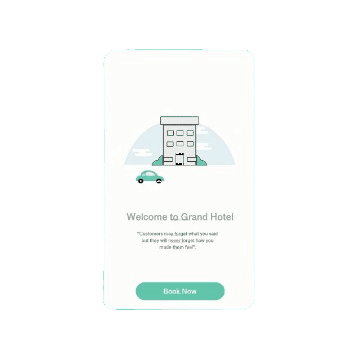 Welcome to Grand Hotel
"Customers may forget what you said
but they will never forget how you
made them feel".
Book Now